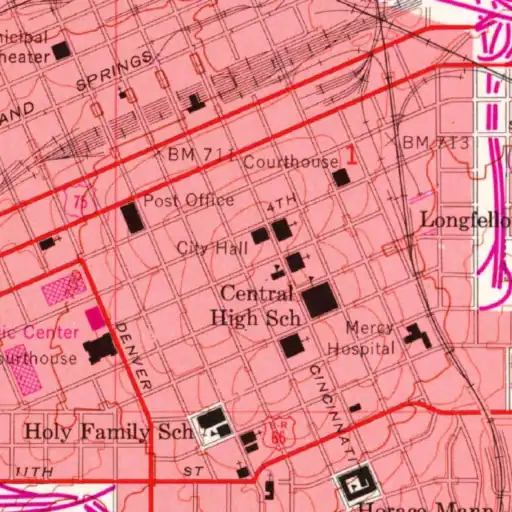 nicipal
heater
AND SPRINGS
BM 711
Courthouse
1
BM 713
75
Post Office
4TH
Longfello
City Hall
Central
High Sch
ic Center
ourthouse
DENVER
Mercy
Hospital
CINCINNATI
Holy Family Sch
66
11TH ST
Horace Mann